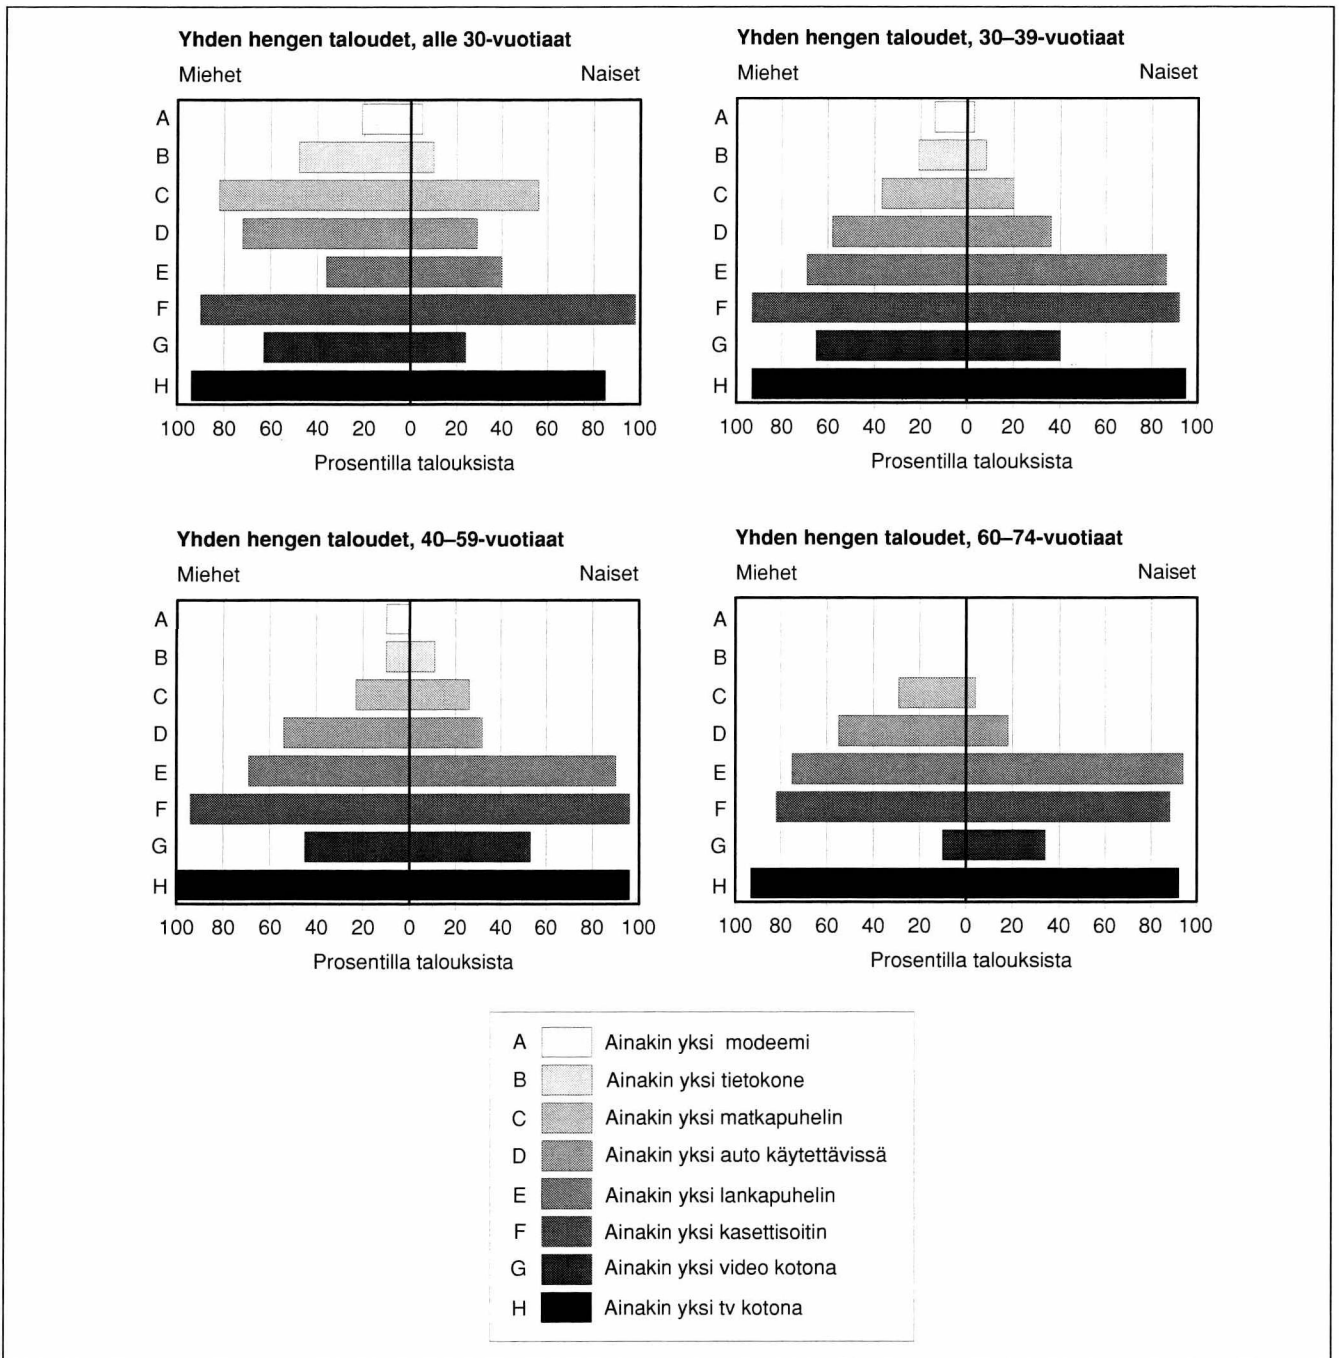 Yhden hengen taloudet, alle 30-vuotiaat
Miehet Naiset
A
B
C
D
E
F
G
H
100 80 60 40 0 20 40 60 80 100
Prosentilla talouksista
Yhden hengen taloudet, 30–39-vuotiaat
Miehet Naiset
A
B
C
D
E
F
G
H
100 80 60 40 20 0 20 40 60 80 100
Prosentilla talouksista
Yhden hengen taloudet, 40–59-vuotiaat
Miehet Naiset
A
B
C
D
E
F
G
H
100 80 60 40 20 0 20 40 60 80 100
Prosentilla talouksista
Yhden hengen taloudet, 60–74-vuotiaat
Miehet Naiset
A
B
C
D
E
F
G
H
100 80 60 40 20 0 20 40 60 80 100
Prosentilla talouksista
A Ainakin yksi modeemi
B Ainakin yksi tietokone
C Ainakin yksi matkapuhelin
D Ainakin yksi auto käytettävissä
E Ainakin yksi lankapuhelin
F Ainakin yksi kasettisoitin
G Ainakin yksi video kotona
H Ainakin yksi tv kotona